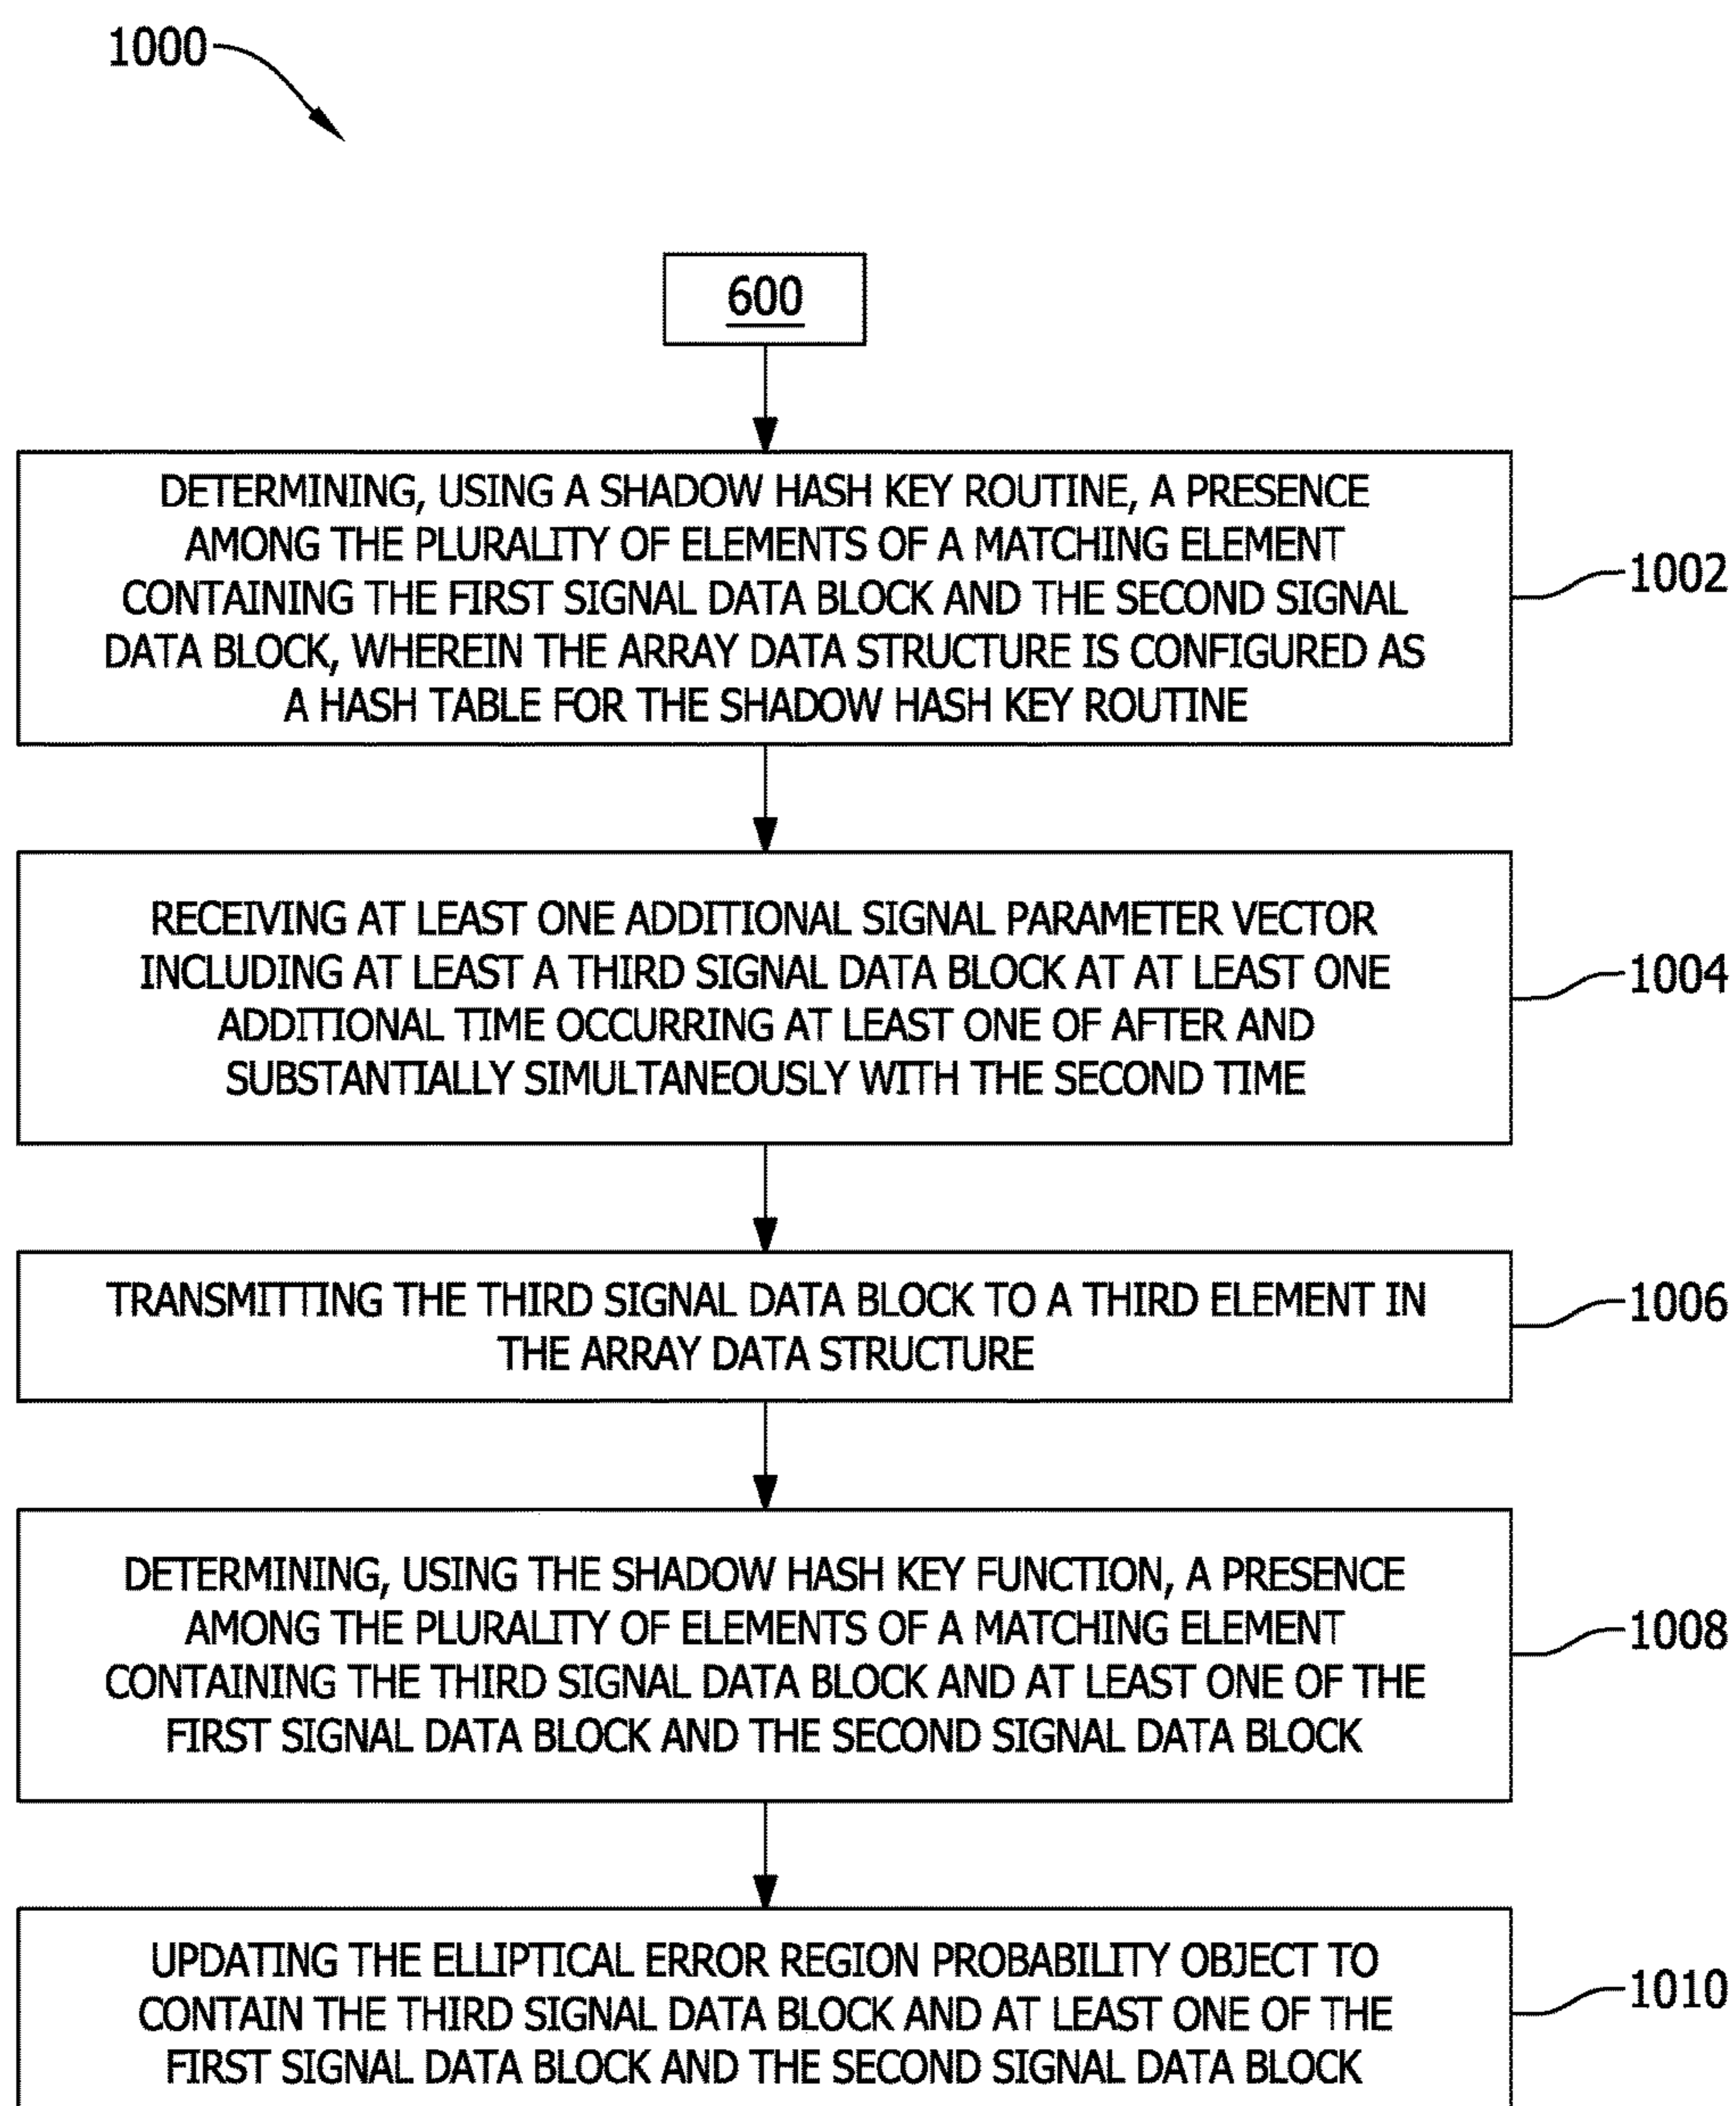 1000
600
DETERMINING, USING A SHADOW HASH KEY ROUTINE, A PRESENCE
AMONG THE PLURALITY OF ELEMENTS OF A MATCHING ELEMENT
CONTAINING THE FIRST SIGNAL DATA BLOCK AND THE SECOND SIGNAL
DATA BLOCK, WHEREIN THE ARRAY DATA STRUCTURE IS CONFIGURED AS
A HASH TABLE FOR THE SHADOW HASH KEY ROUTINE
1002
RECEIVING AT LEAST ONE ADDITIONAL SIGNAL PARAMETER VECTOR
INCLUDING AT LEAST A THIRD SIGNAL DATA BLOCK AT AT LEAST ONE
ADDITIONAL TIME OCCURRING AT LEAST ONE OF AFTER AND
SUBSTANTIALLY SIMULTANEOUSLY WITH THE SECOND TIME
1004
TRANSMITTING THE THIRD SIGNAL DATA BLOCK TO A THIRD ELEMENT IN
THE ARRAY DATA STRUCTURE
1006
DETERMINING, USING THE SHADOW HASH KEY FUNCTION, A PRESENCE
AMONG THE PLURALITY OF ELEMENTS OF A MATCHING ELEMENT
CONTAINING THE THIRD SIGNAL DATA BLOCK AND AT LEAST ONE OF THE
FIRST SIGNAL DATA BLOCK AND THE SECOND SIGNAL DATA BLOCK
1008
UPDATING THE ELLIPTICAL ERROR REGION PROBABILITY OBJECT TO
CONTAIN THE THIRD SIGNAL DATA BLOCK AND AT LEAST ONE OF THE
FIRST SIGNAL DATA BLOCK AND THE SECOND SIGNAL DATA BLOCK
1010